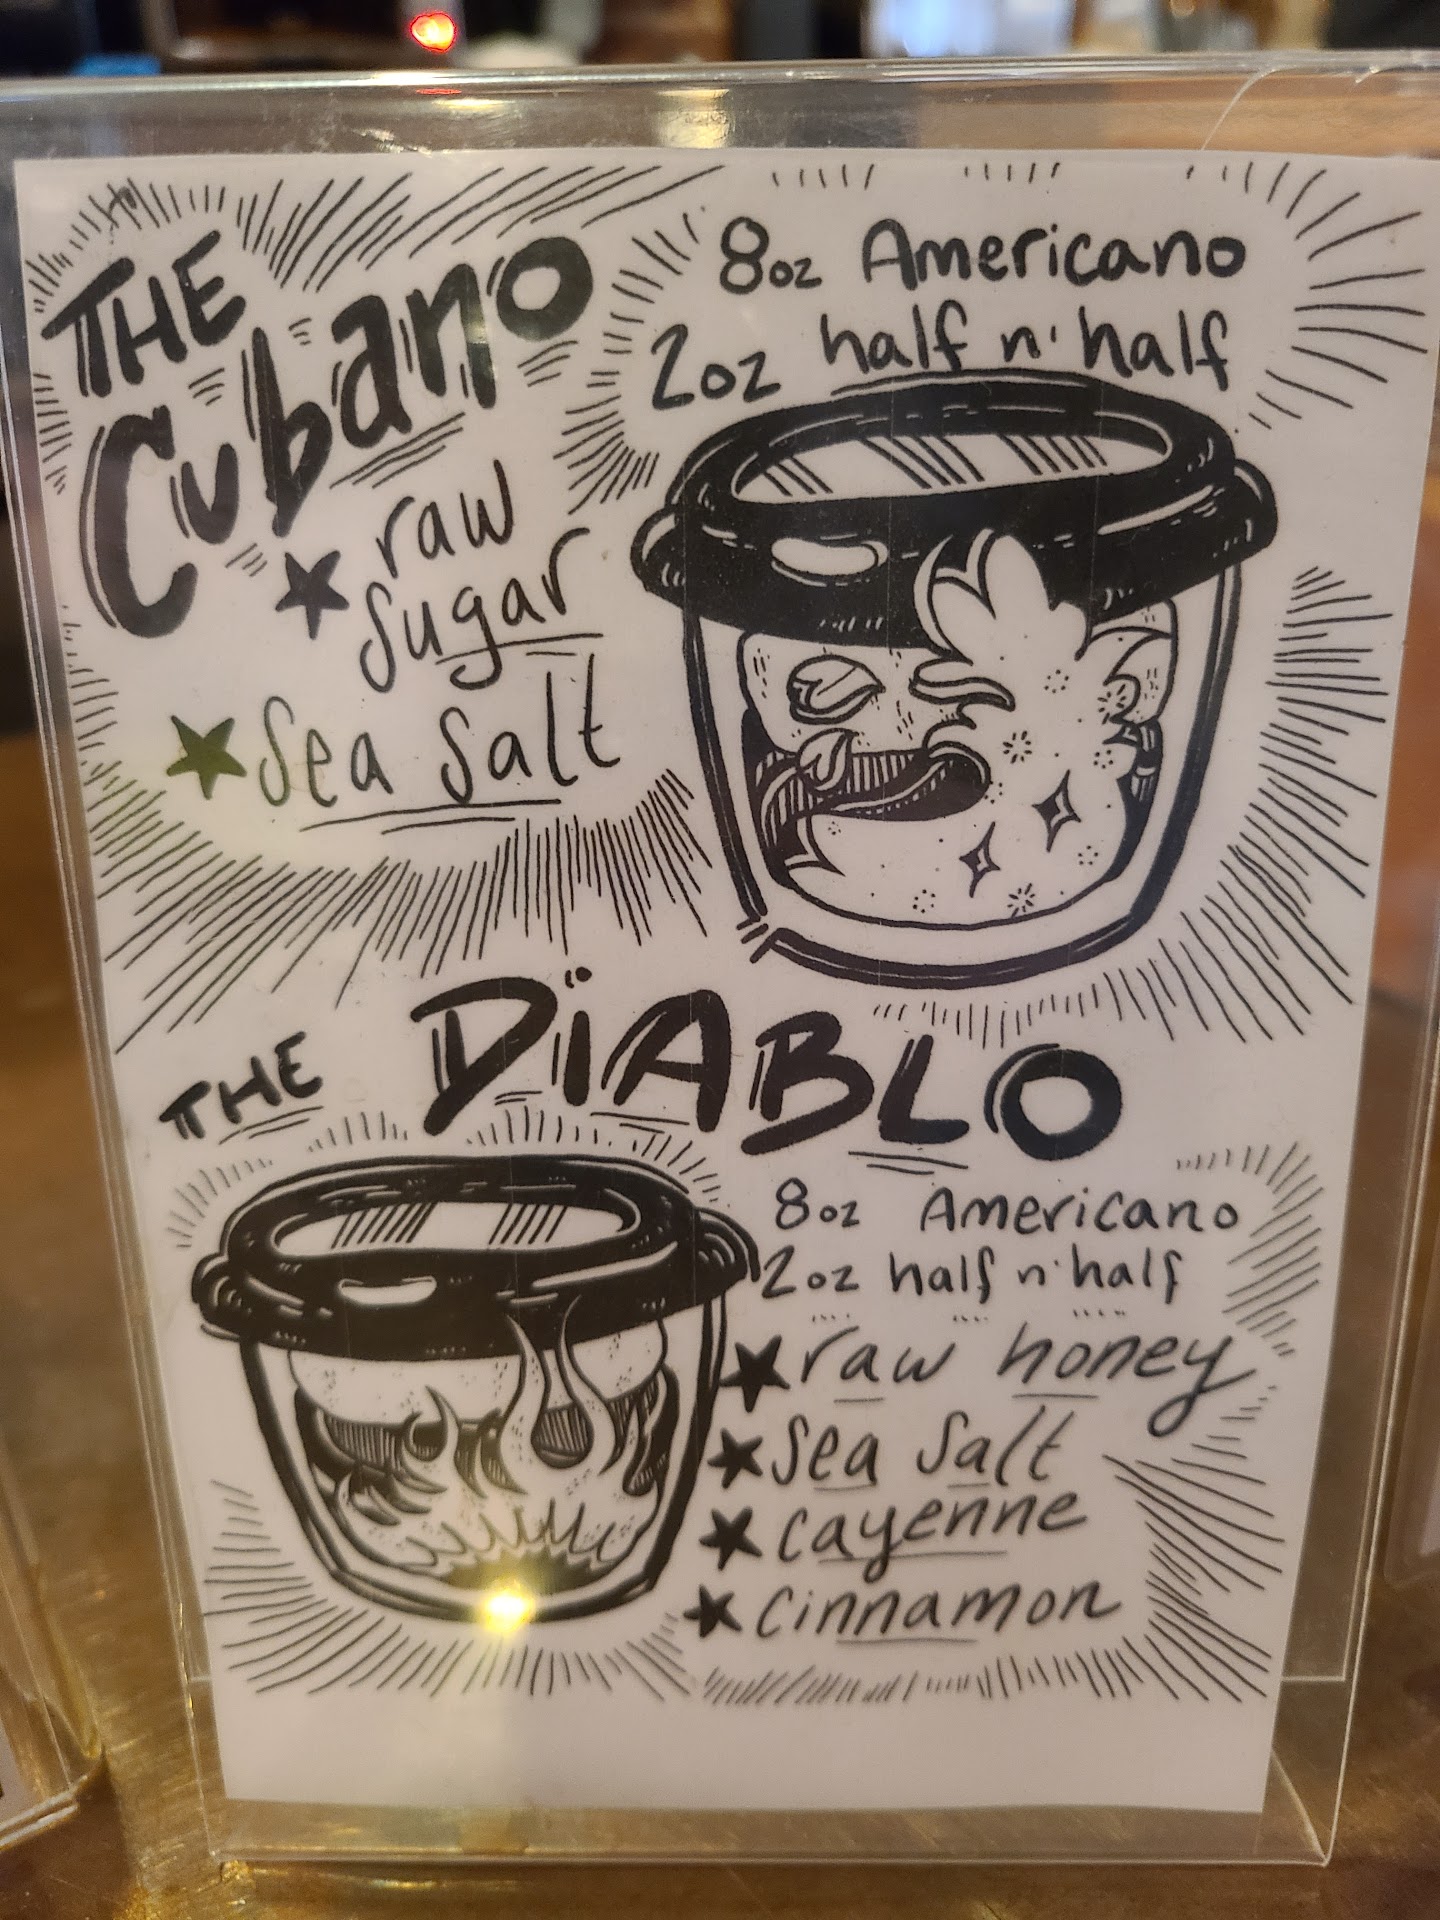 THE
Cubano
8oz Americano
2oz half n' half
raw
sugar
Sea Salt
THE DiABLO
8oz Americano
2oz half n' half
raw honey
Sea Salt
cayenne
cinnamon